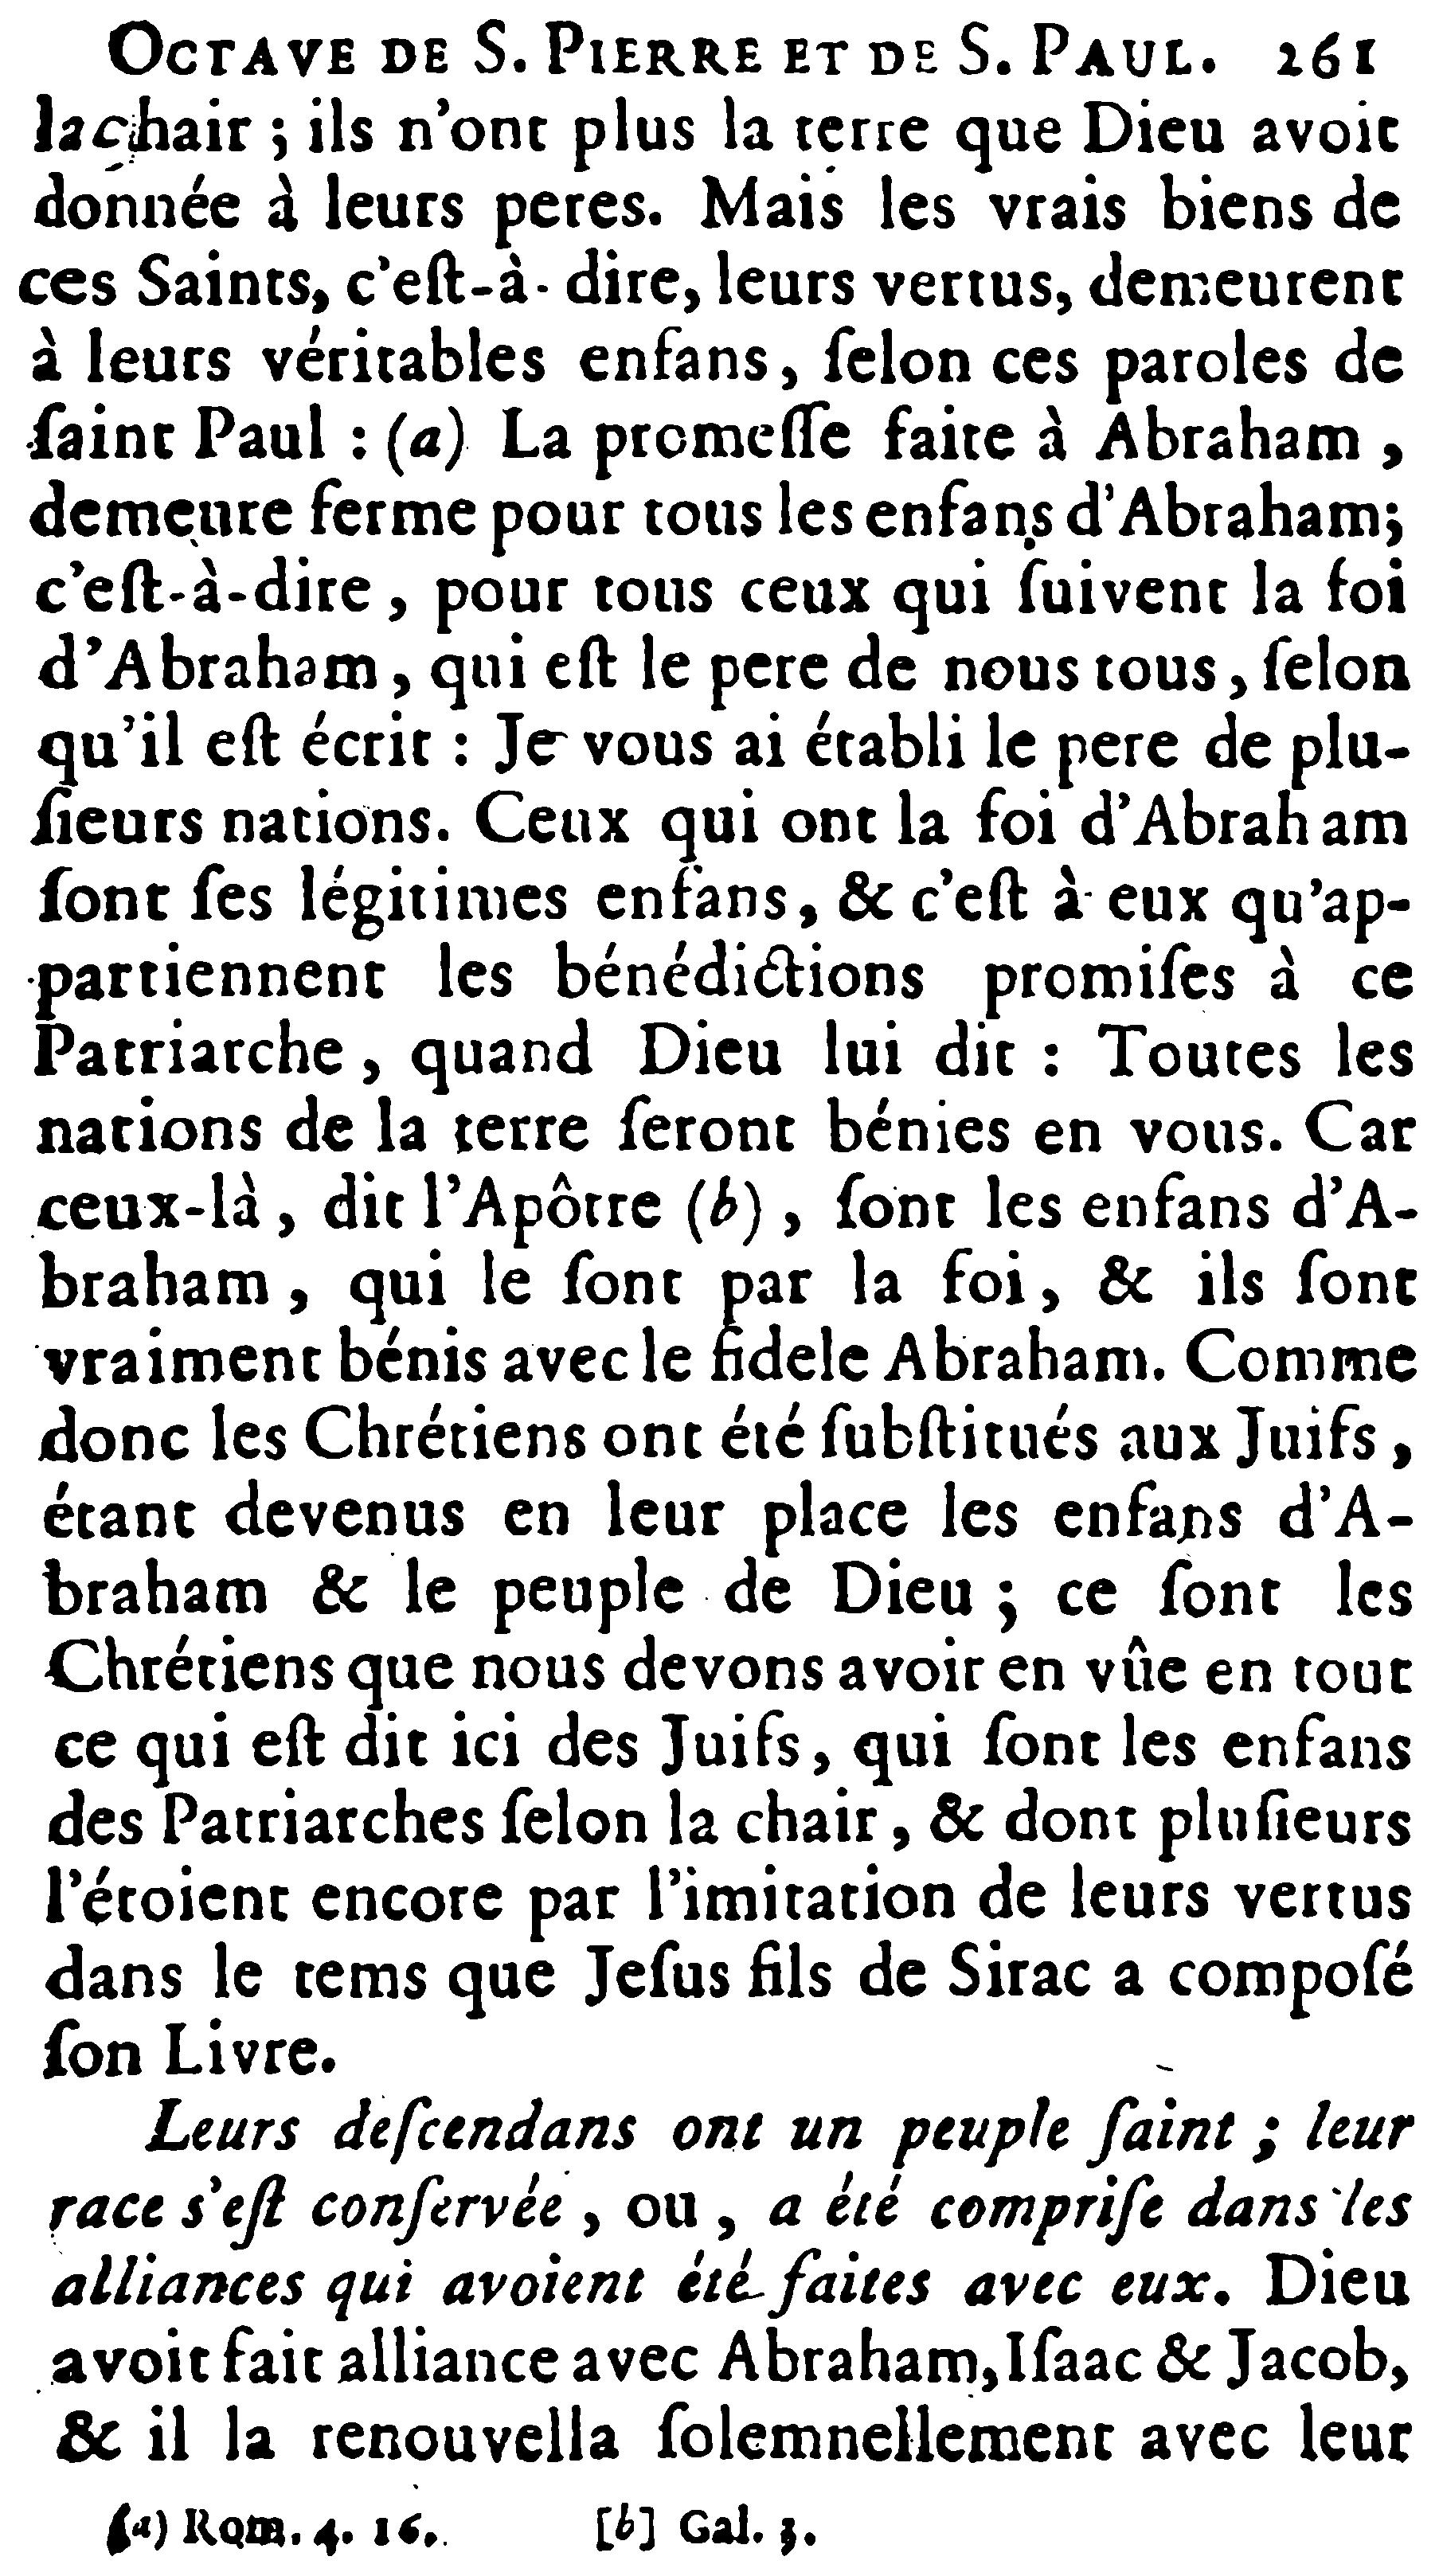 OCTAVE DE S. PIERRE ET DE S. PAUL. 261
la chair ; ils n'ont plus la terre que Dieu avoit
donnée à leurs peres. Mais les vrais biens de
ces Saints, c'eſt-à-dire, leurs vertus, demeurent
à leurs véritables enfans, ſelon ces paroles de
ſaint Paul : (a) La promeſſe faite à Abraham,
demeure ferme pour tous les enfans d'Abraham;
c'eſt-à-dire, pour tous ceux qui ſuivent la foi
d'Abraham, qui eſt le pere de nous tous, ſelon
qu'il eſt écrit : Je vous ai établi le pere de plu-
ſieurs nations. Ceux qui ont la foi d'Abraham
ſont ſes légitimes enfans, & c'eſt à eux qu'ap-
partiennent les bénédictions promiſes à ce
Patriarche, quand Dieu lui dit : Toutes les
nations de la terre ſeront bénies en vous. Car
ceux-là, dit l'Apôtre (b), ſont les enfans d'A-
braham, qui le ſont par la foi, & ils ſont
vraiment bénis avec le fidele Abraham. Comme
donc les Chrétiens ont été ſubſtitués aux Juifs,
étant devenus en leur place les enfans d'A-
braham & le peuple de Dieu ; ce ſont les
Chrétiens que nous devons avoir en vûe en tout
ce qui eſt dit ici des Juifs, qui ſont les enfans
des Patriarches ſelon la chair, & dont pluſieurs
l'étoient encore par l'imitation de leurs vertus
dans le tems que Jeſus fils de Sirac a compoſé
ſon Livre.
Leurs deſcendans ont un peuple ſaint ; leur
race s'eſt conſervée, ou, a été compriſe dans les
alliances qui avoient été faites avec eux. Dieu
avoit fait alliance avec Abraham, Iſaac & Jacob,
& il la renouvella ſolemnellement avec leur
(a) Rom. 4. 16. [b] Gal. 3.